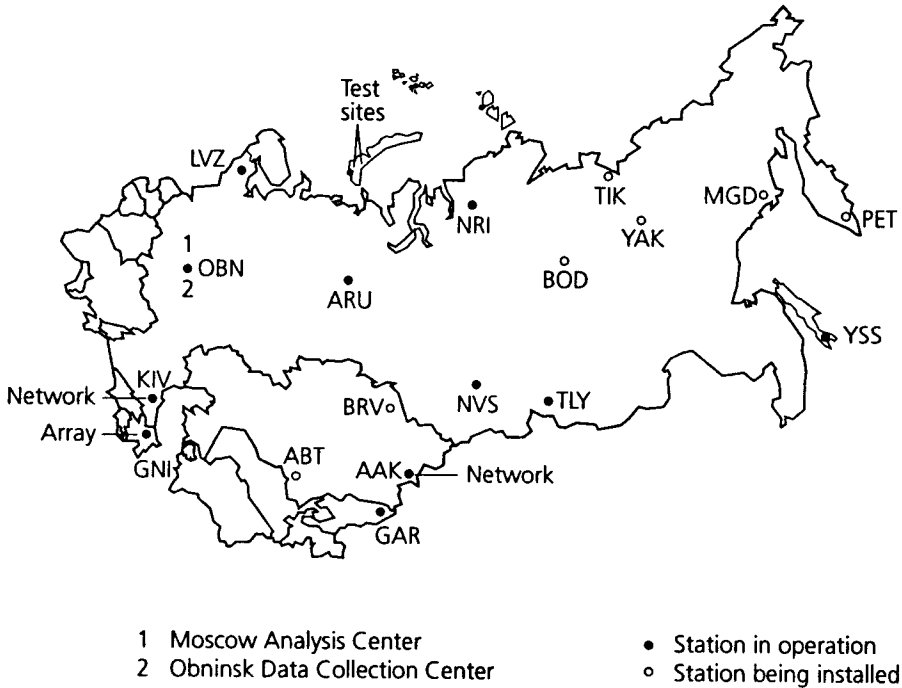 Test
sites
LVZ
NRI
TIK
MGD
PET
YAK
1
OBN
2
BOD
ARU
YSS
KIV
Network
BRV
NVS
TLY
Array
GNI
ABT
AAK
Network
GAR
1 Moscow Analysis Center
2 Obninsk Data Collection Center
Station in operation
Station being installed